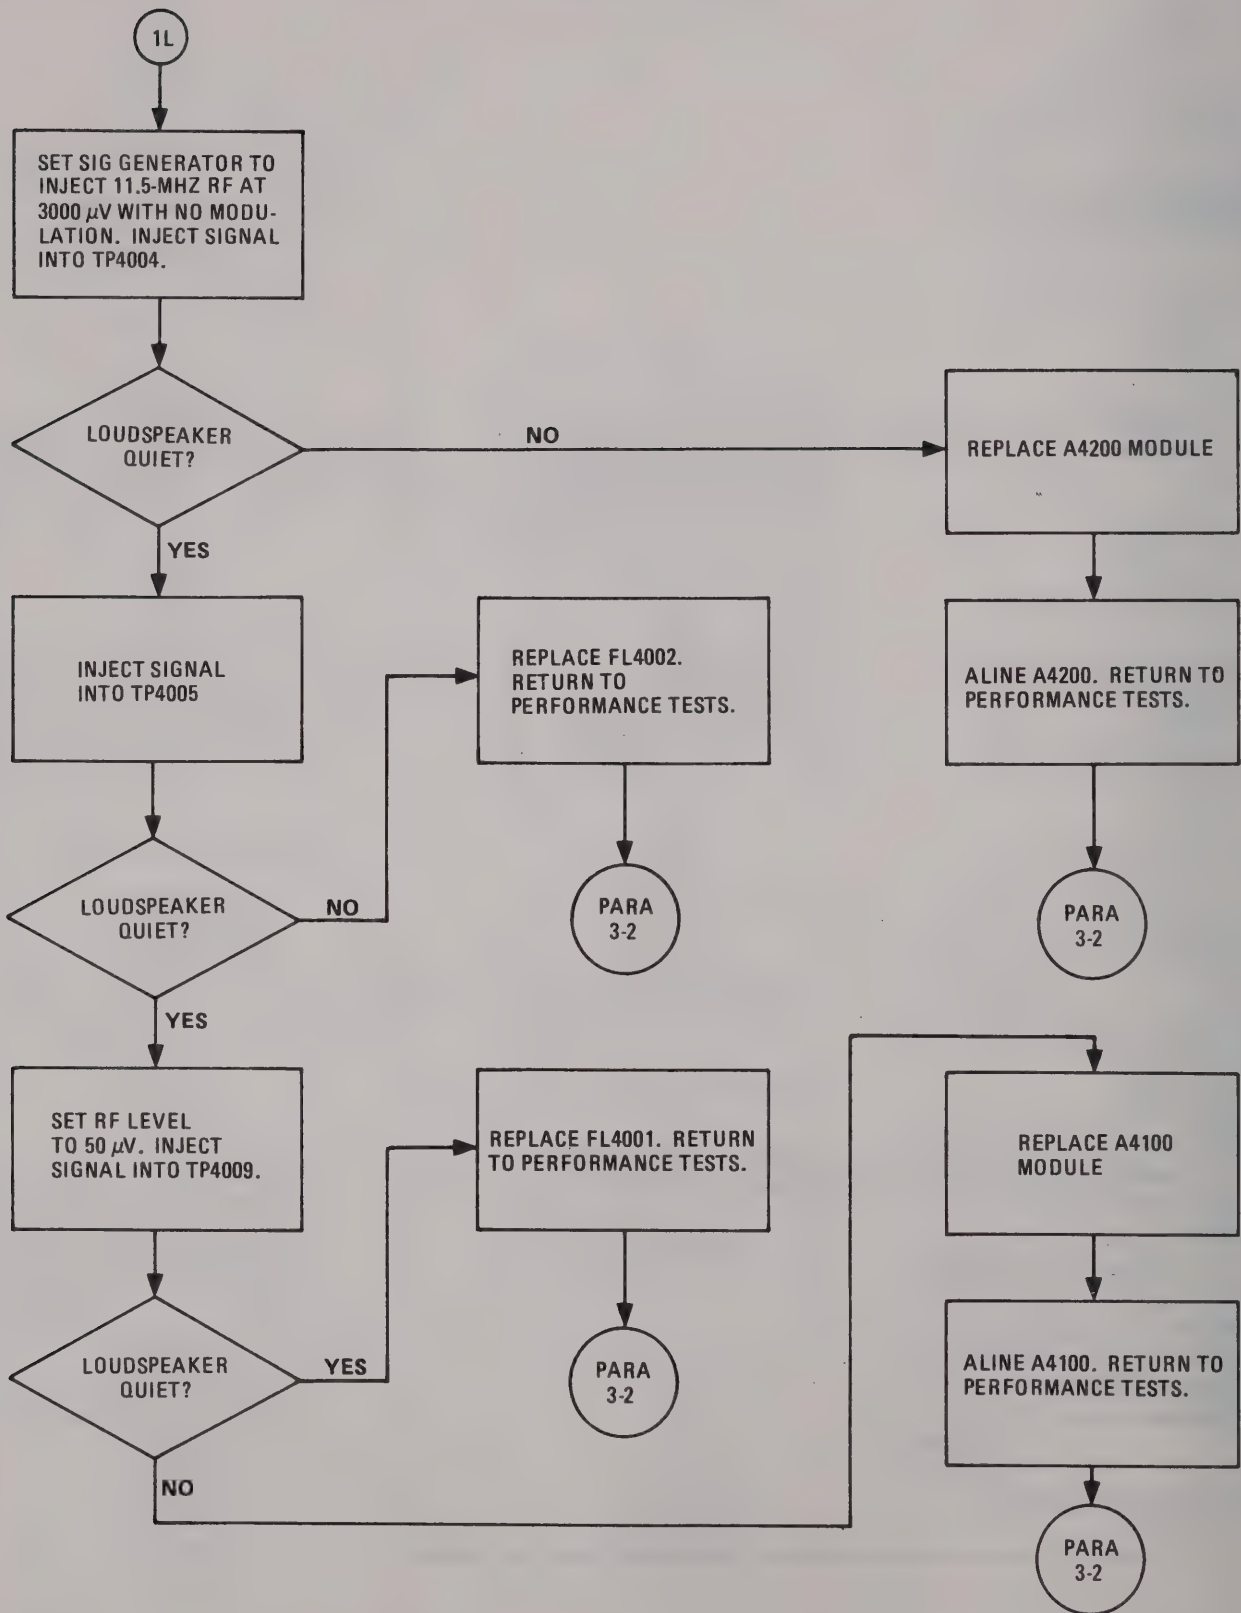 1L
SET SIG GENERATOR TO
INJECT 11.5-MHZ RF AT
3000 μV WITH NO MODU-
LATION. INJECT SIGNAL
INTO TP4004.
LOUDSPEAKER
QUIET?
NO
REPLACE A4200 MODULE
YES
INJECT SIGNAL
INTO TP4005
REPLACE FL4002.
RETURN TO
PERFORMANCE TESTS.
ALINE A4200. RETURN TO
PERFORMANCE TESTS.
LOUDSPEAKER
QUIET?
NO
PARA
3-2
PARA
3-2
YES
SET RF LEVEL
TO 50 μV. INJECT
SIGNAL INTO TP4009.
REPLACE FL4001. RETURN
TO PERFORMANCE TESTS.
REPLACE A4100
MODULE
LOUDSPEAKER
QUIET?
YES
PARA
3-2
ALINE A4100. RETURN TO
PERFORMANCE TESTS.
NO
PARA
3-2